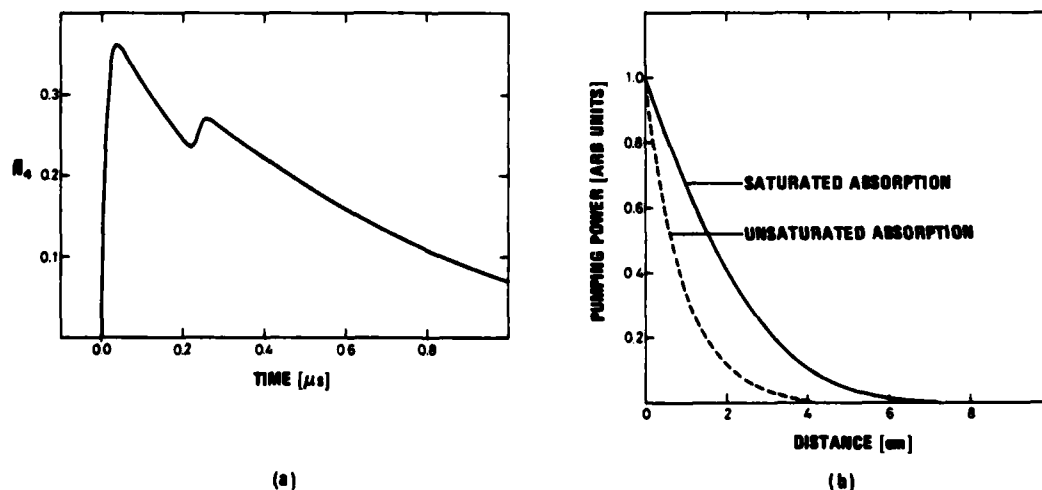 0.3
0.2
0.1
N̄₄
0.0 0.2 0.4 0.6 0.8
TIME [μs]
(a)
1.0
0.8
0.6
0.4
0.2
PUMPING POWER [ARB UNITS]
SATURATED ABSORPTION
UNSATURATED ABSORPTION
0 2 4 6 8
DISTANCE [cm]
(b)